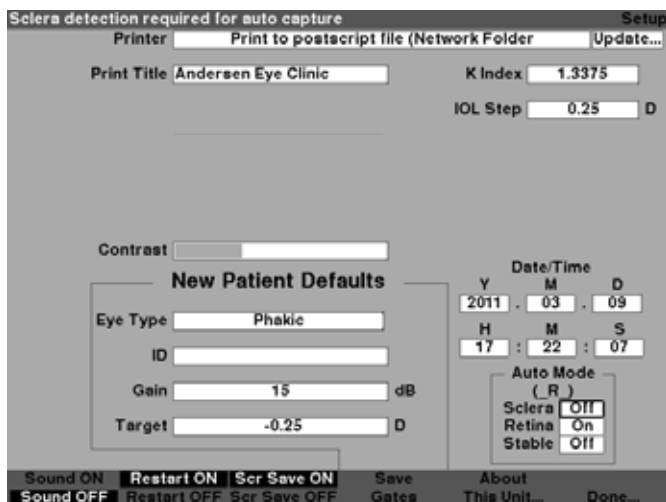 Sclera detection required for auto capture Setup
Printer Print to postscript file (Network Folder Update...
Print Title Andersen Eye Clinic K Index 1.3375
IOL Step 0.25 D
Contrast
New Patient Defaults
Eye Type Phakic
ID
Gain 15 dB
Target -0.25 D
Date/Time
Y M D
2011 . 03 . 09
H M S
17 : 22 : 07
Auto Mode
(_R_)
Sclera Off
Retina On
Stable Off
Sound ON Restart ON Scr Save ON Save About
Sound OFF Restart OFF Scr Save OFF Gates This Unit... Done...